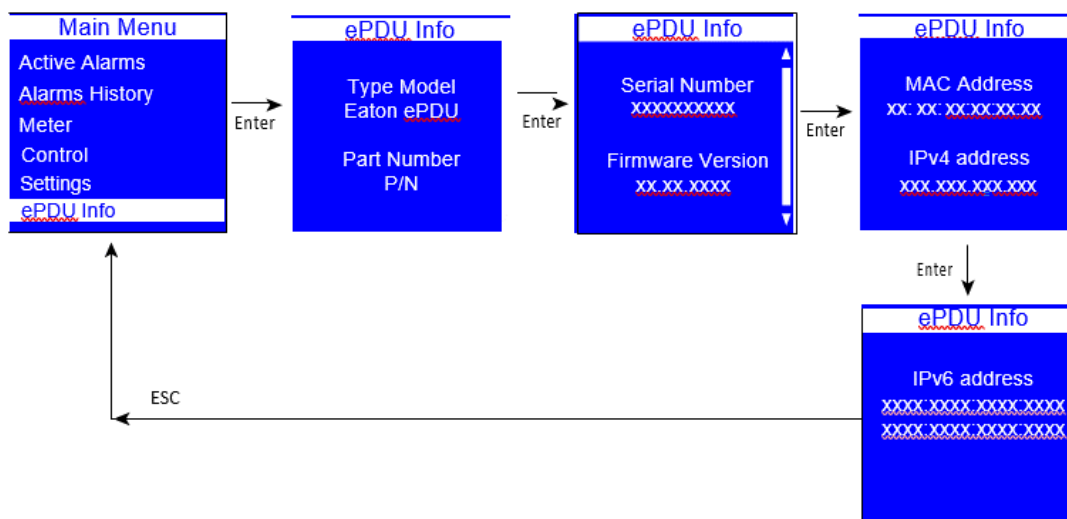 Main Menu
Active Alarms
Alarms History
Meter
Control
Settings
ePDU Info
Enter
ePDU Info
Type Model
Eaton ePDU
Part Number
P/N
Enter
ePDU Info
Serial Number
XXXXXXXXXX
Firmware Version
XX.XX.XXXX
Enter
ePDU Info
MAC Address
XX: XX: XX:XX:XX:XX
IPv4 address
XXX.XXX.XXX.XXX
Enter
ePDU Info
IPv6 address
XXXX:XXXX:XXXX:XXXX
XXXX:XXXX:XXXX:XXXX
ESC